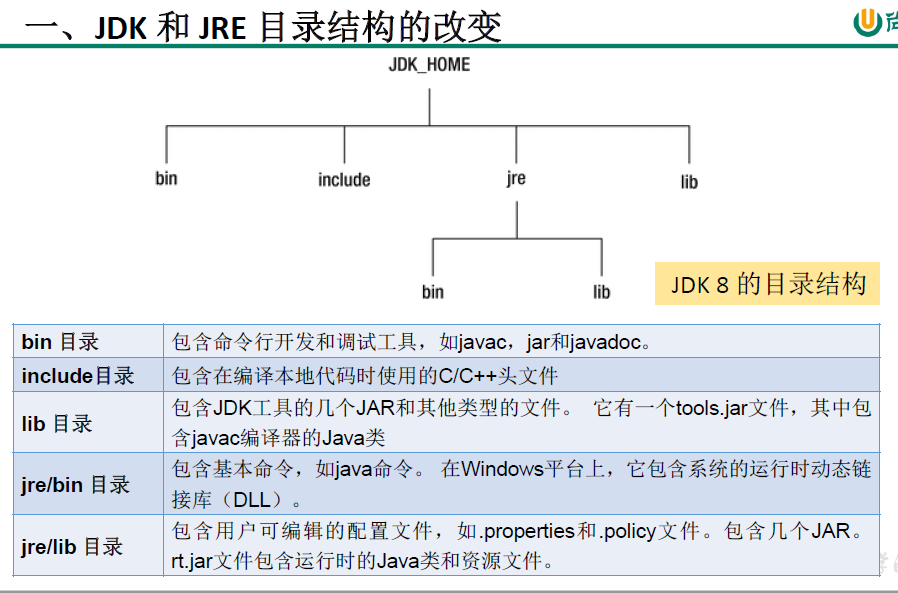 一、JDK 和 JRE 目录结构的改变
JDK_HOME
bin
include
jre
lib
bin
lib
JDK 8 的目录结构
bin 目录
包含命令行开发和调试工具，如javac，jar和javadoc。
include目录
包含在编译本地代码时使用的C/C++头文件
lib 目录
包含JDK工具的几个JAR和其他类型的文件。 它有一个tools.jar文件，其中包
含javac编译器的Java类
jre/bin 目录
包含基本命令，如java命令。 在Windows平台上，它包含系统的运行时动态链
接库（DLL）。
jre/lib 目录
包含用户可编辑的配置文件，如.properties和.policy文件。包含几个JAR。
rt.jar文件包含运行时的Java类和资源文件。